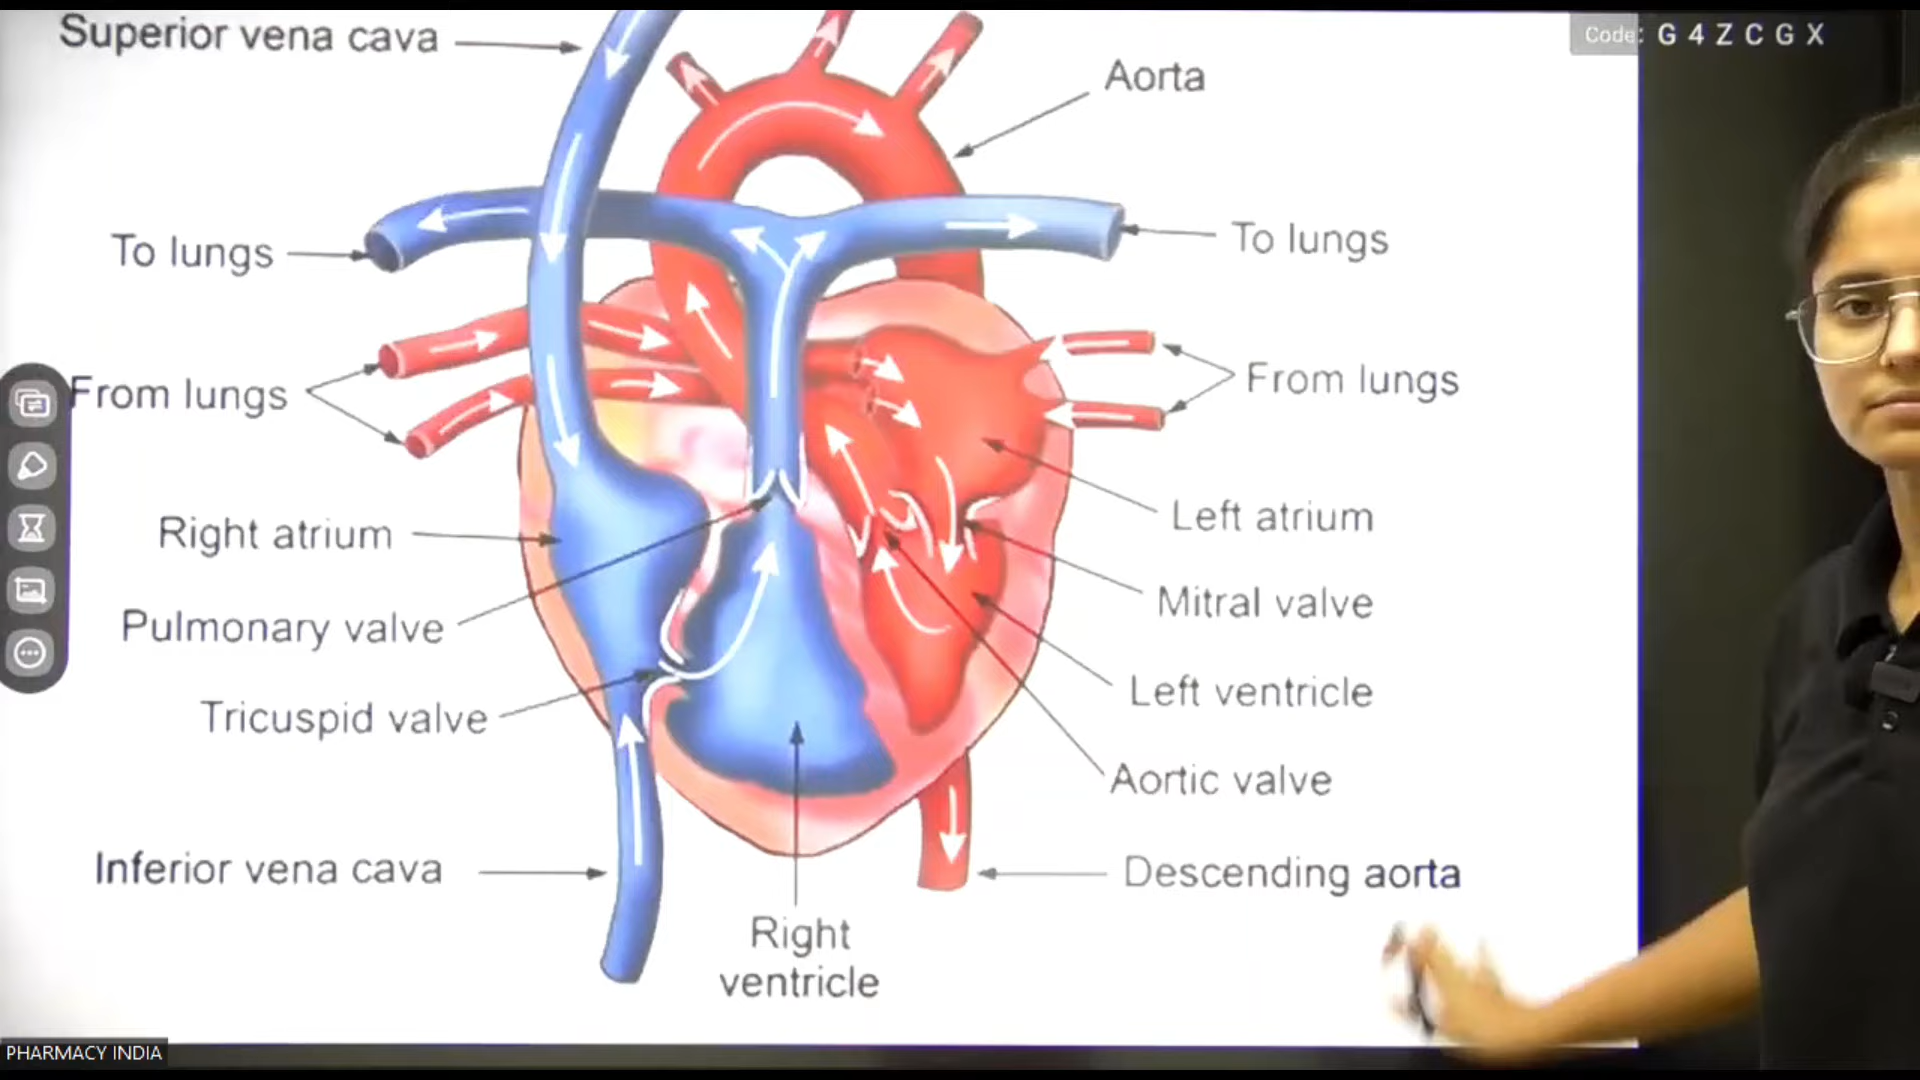 Superior vena cava
Code: G 4 Z C G X
Aorta
To lungs
To lungs
From lungs
From lungs
Right atrium
Left atrium
Pulmonary valve
Mitral valve
Tricuspid valve
Left ventricle
Aortic valve
Inferior vena cava
Descending aorta
Right
ventricle
PHARMACY INDIA